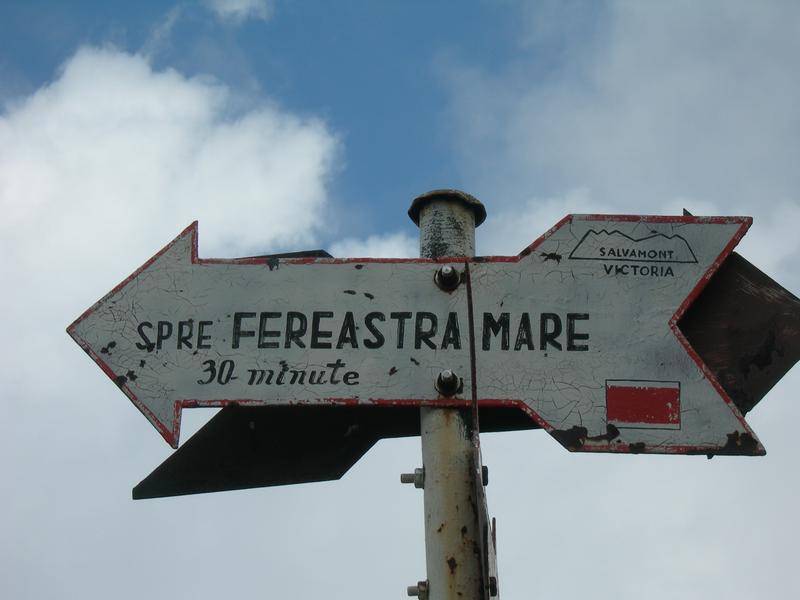 SALVAMONT
VICTORIA
SPRE FEREASTRA MARE
30 minute